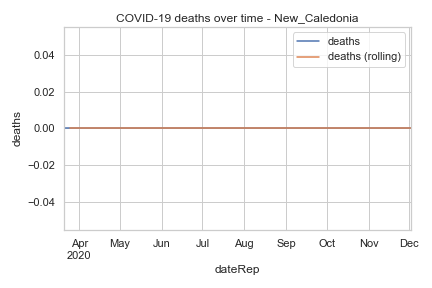 COVID-19 deaths over time - New_Caledonia
deaths
deaths (rolling)
0.04
0.02
0.00
−0.02
−0.04
deaths
Apr May Jun Jul Aug Sep Oct Nov Dec
2020
dateRep